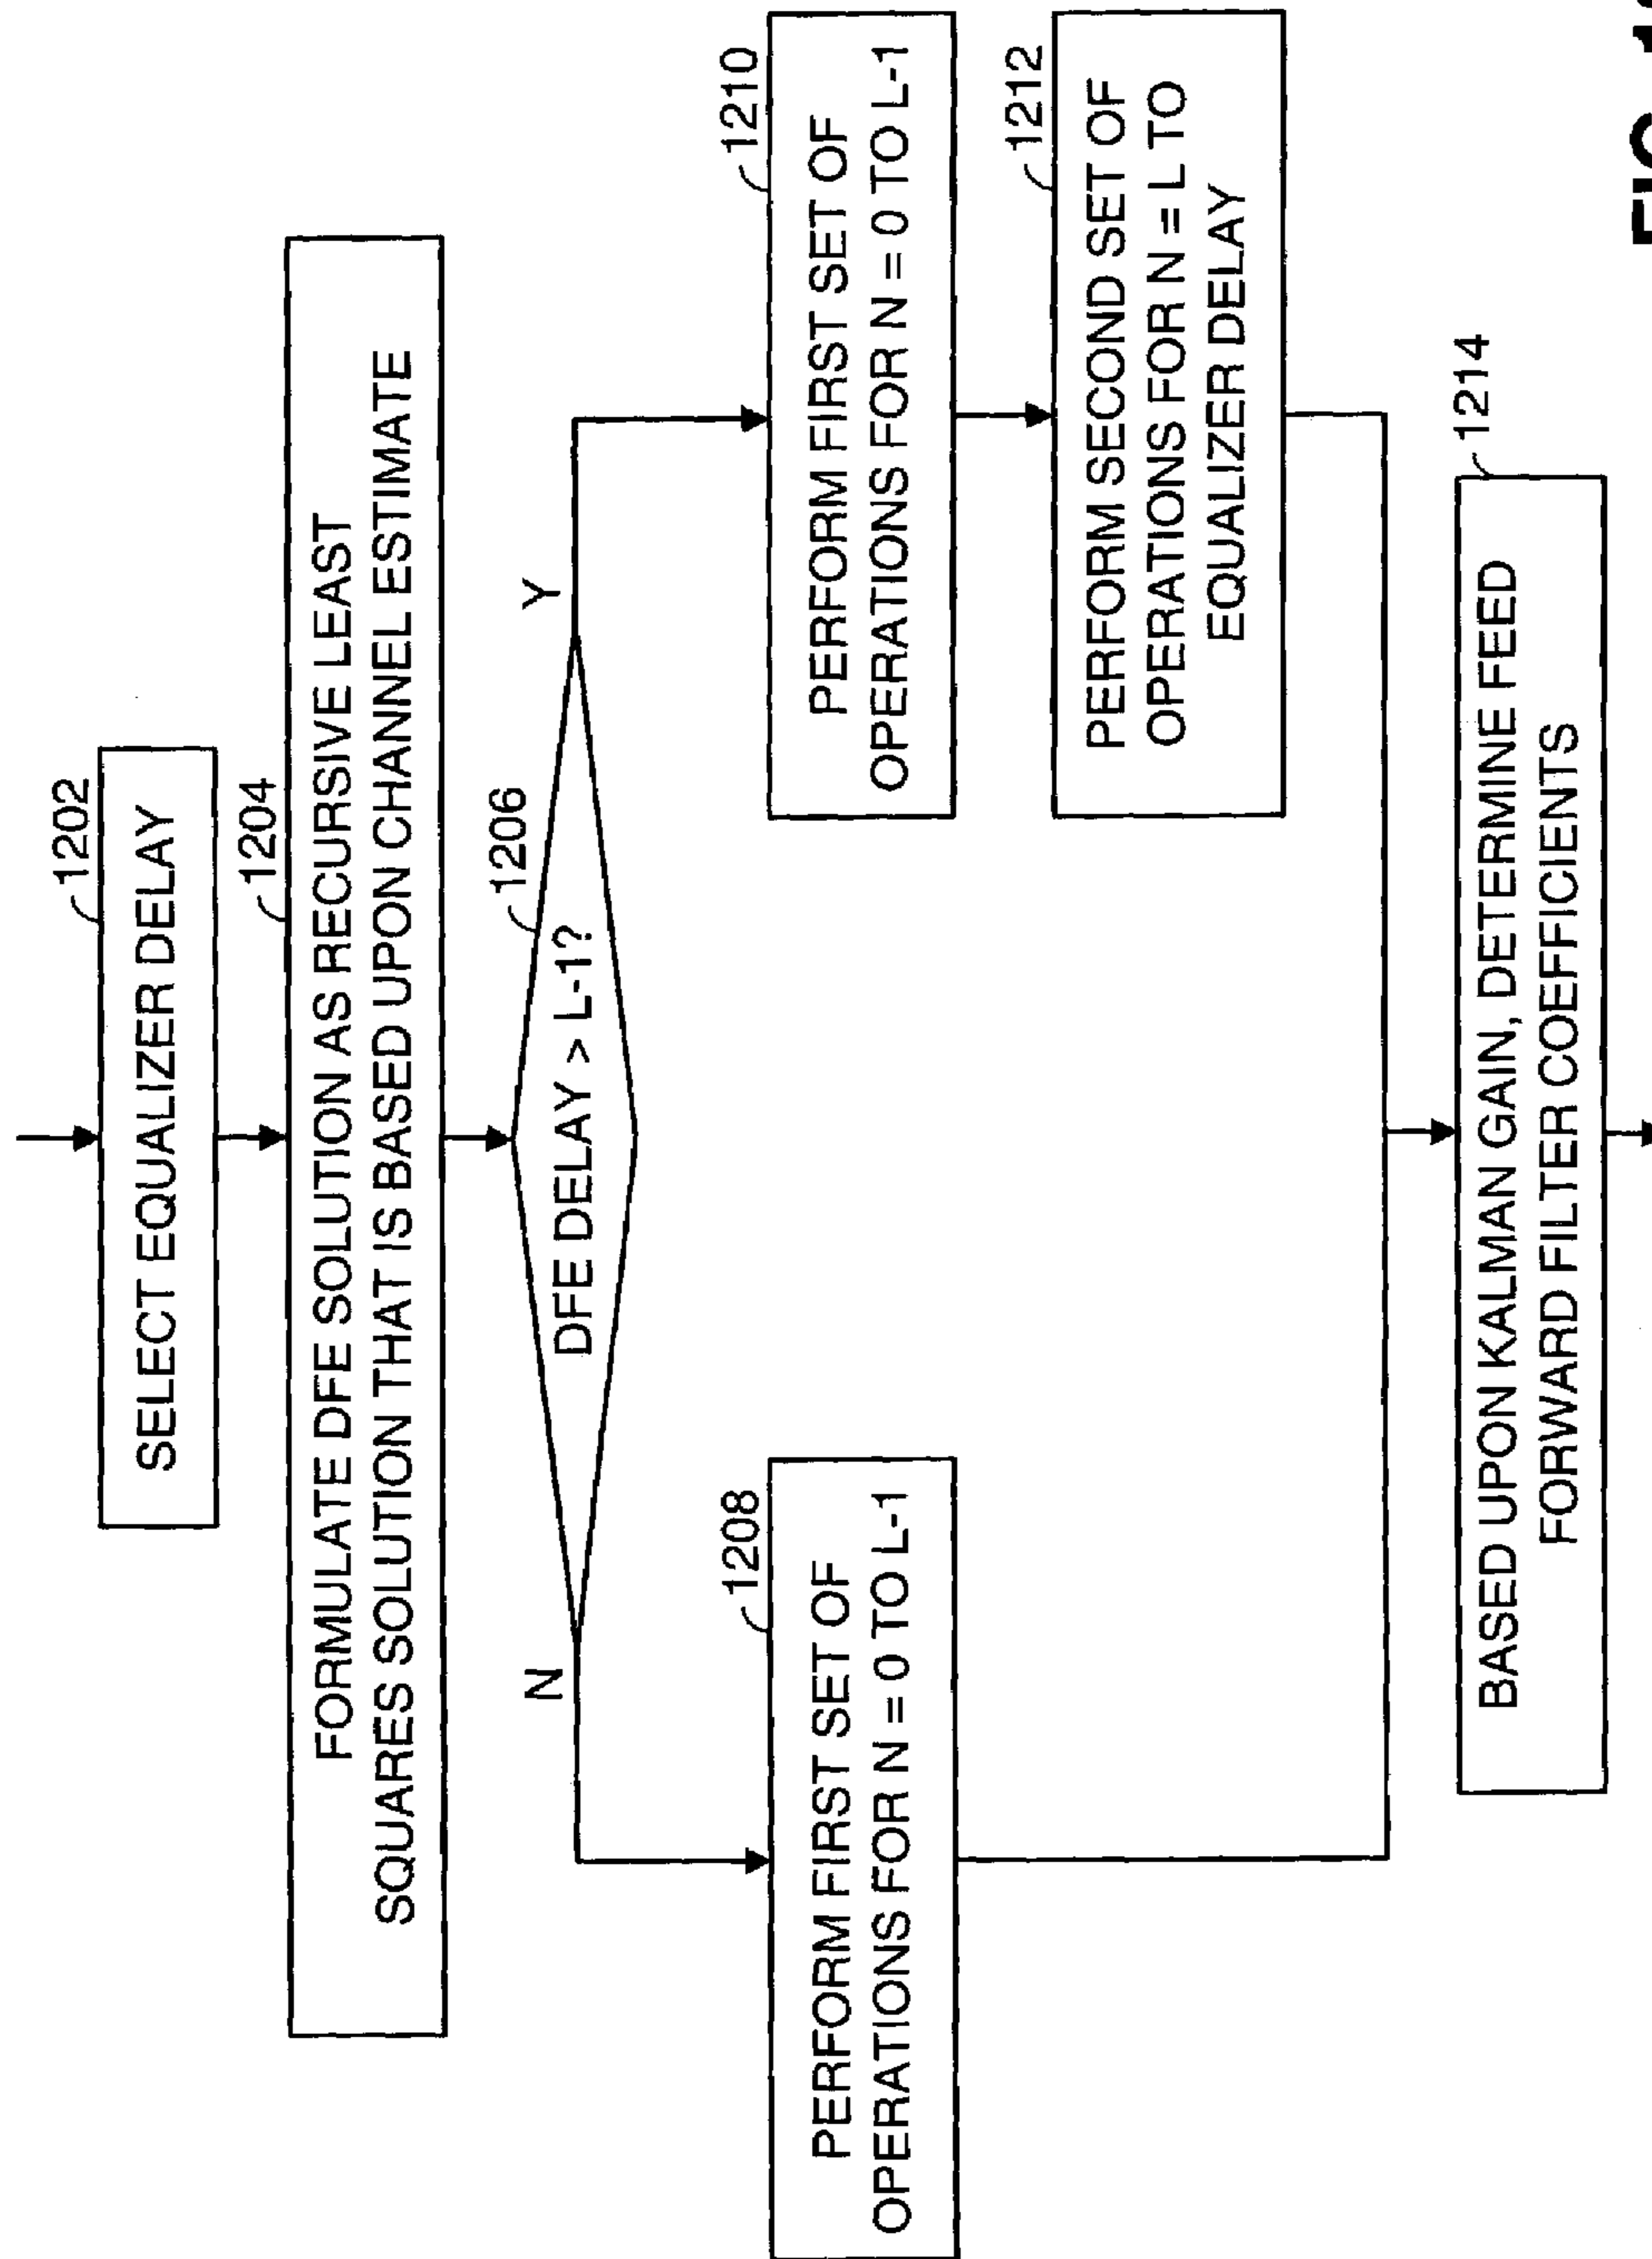 1202
SELECT EQUALIZER DELAY
1204
FORMULATE DFE SOLUTION AS RECURSIVE LEAST
SQUARES SOLUTION THAT IS BASED UPON CHANNEL ESTIMATE
1206
DFE DELAY > L-1?
N
Y
1208
PERFORM FIRST SET OF
OPERATIONS FOR N = 0 TO L-1
1210
PERFORM FIRST SET OF
OPERATIONS FOR N = 0 TO L-1
1212
PERFORM SECOND SET OF
OPERATIONS FOR N = L TO
EQUALIZER DELAY
1214
BASED UPON KALMAN GAIN, DETERMINE FEED
FORWARD FILTER COEFFICIENTS